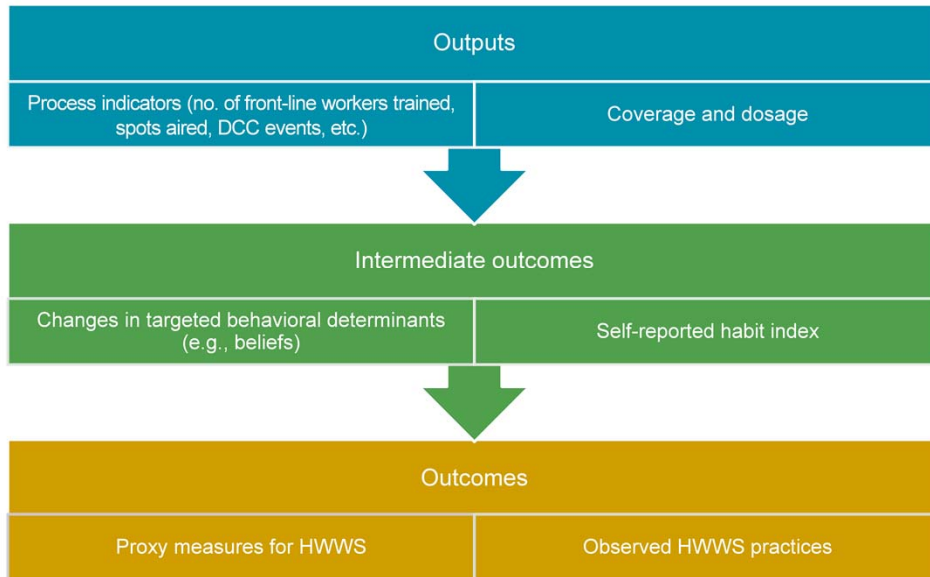 Outputs
Process indicators (no. of front-line workers trained,
spots aired, DCC events, etc.)
Coverage and dosage
Intermediate outcomes
Changes in targeted behavioral determinants
(e.g., beliefs)
Self-reported habit index
Outcomes
Proxy measures for HWWS
Observed HWWS practices